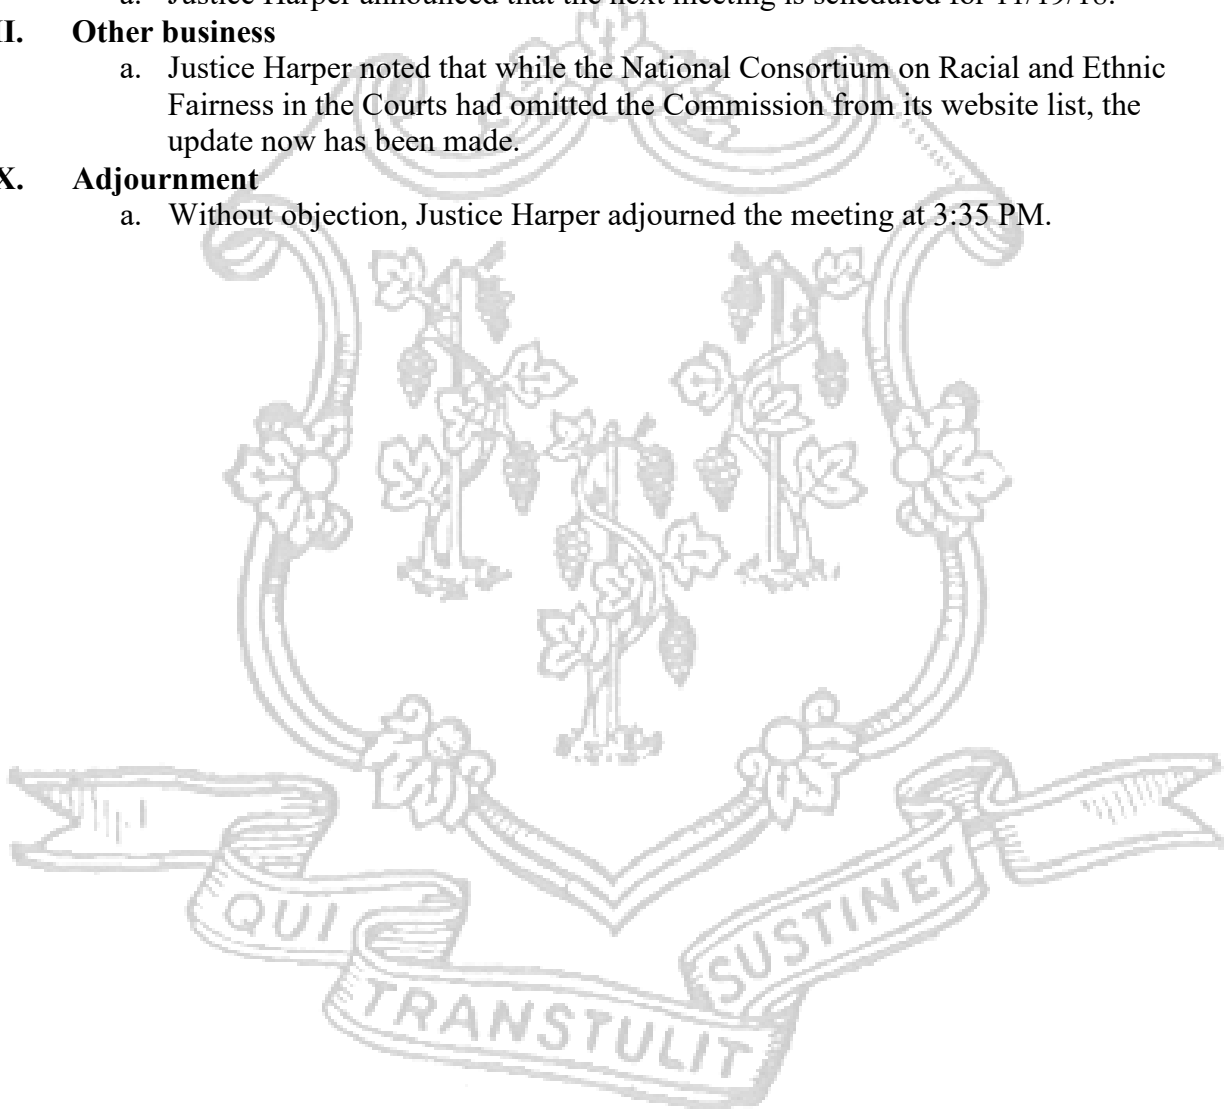 a. Justice Harper announced that the next meeting is scheduled for
II. Other business
a. Justice Harper noted that while the National Consortium on Racial and Ethnic
Fairness in the Courts had omitted the Commission from its website list, the
update now has been made.
X. Adjournment
a. Without objection, Justice Harper adjourned the meeting at 3:35 PM.
QUI
TRANSTULIT
SUSTINET